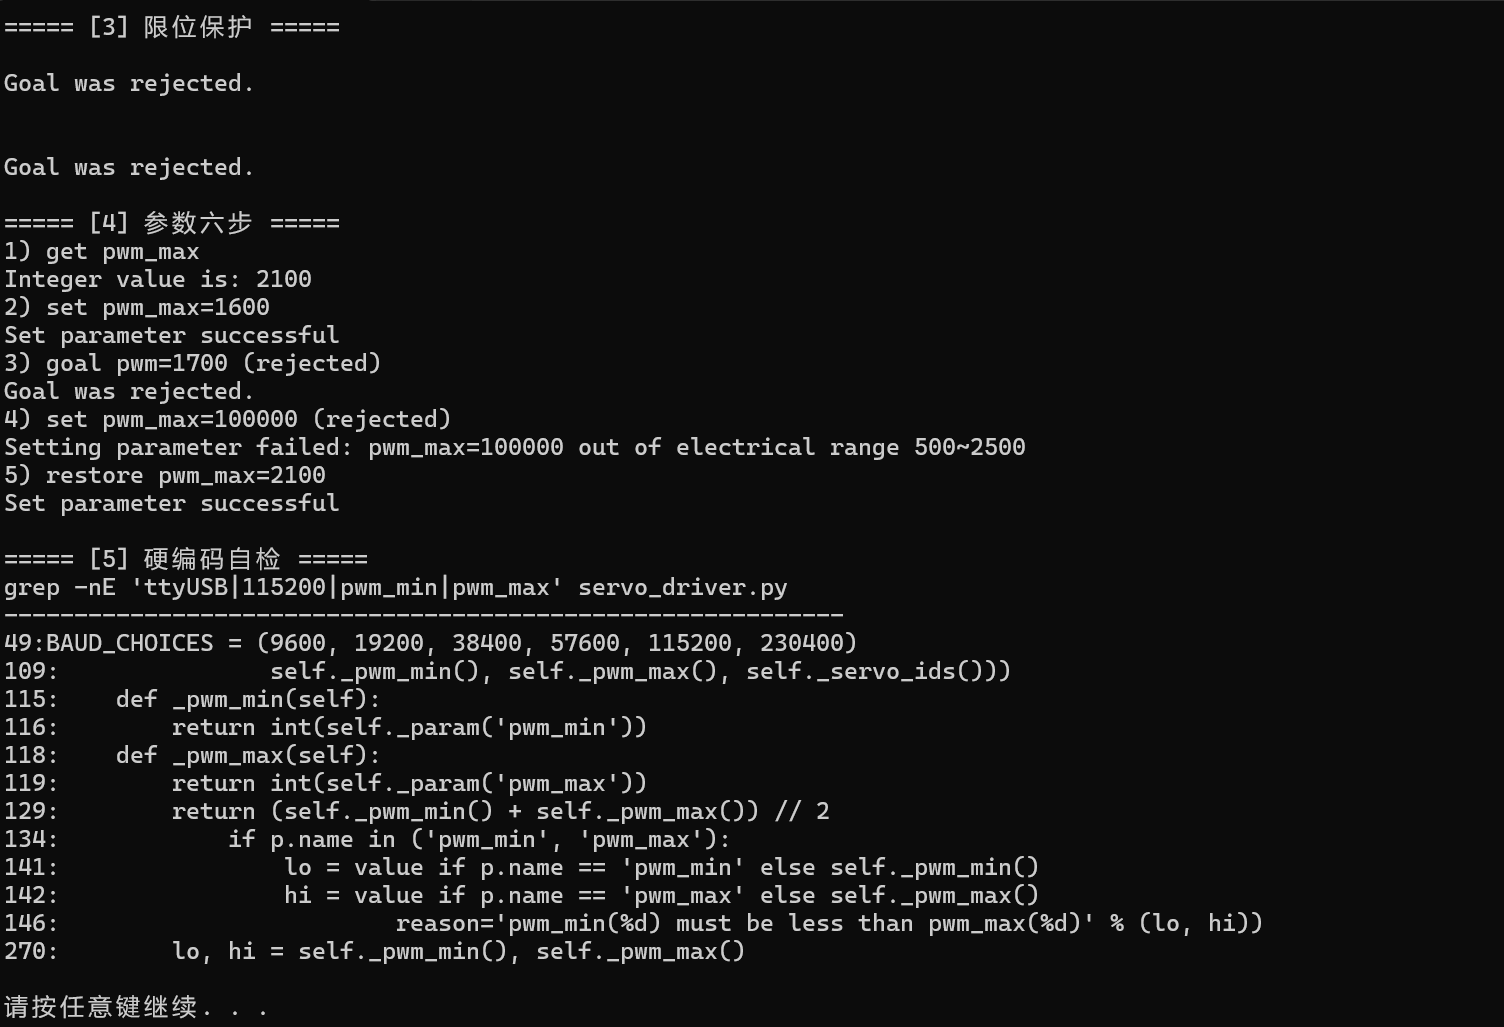 ===== [3] 限位保护 =====
Goal was rejected.
Goal was rejected.
===== [4] 参数六步 =====
1) get pwm_max
Integer value is: 2100
2) set pwm_max=1600
Set parameter successful
3) goal pwm=1700 (rejected)
Goal was rejected.
4) set pwm_max=100000 (rejected)
Setting parameter failed: pwm_max=100000 out of electrical range 500~2500
5) restore pwm_max=2100
Set parameter successful
===== [5] 硬编码自检 =====
grep -nE 'ttyUSB|115200|pwm_min|pwm_max' servo_driver.py
------------------------------------------------------------
49:BAUD_CHOICES = (9600, 19200, 38400, 57600, 115200, 230400)
109:               self._pwm_min(), self._pwm_max(), self._servo_ids()))
115:    def _pwm_min(self):
116:        return int(self._param('pwm_min'))
118:    def _pwm_max(self):
119:        return int(self._param('pwm_max'))
129:        return (self._pwm_min() + self._pwm_max()) // 2
134:            if p.name in ('pwm_min', 'pwm_max'):
141:                lo = value if p.name == 'pwm_min' else self._pwm_min()
142:                hi = value if p.name == 'pwm_max' else self._pwm_max()
146:                        reason='pwm_min(%d) must be less than pwm_max(%d)' % (lo, hi))
270:        lo, hi = self._pwm_min(), self._pwm_max()
请按任意键继续. . .